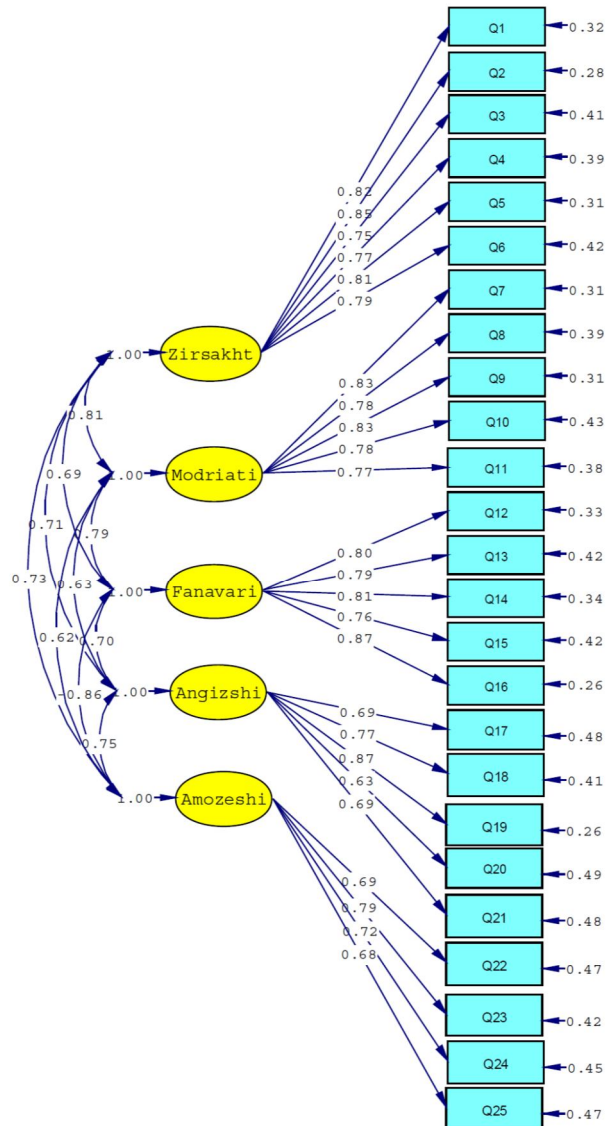 Q1 0.32
Q2 0.28
Q3 0.41
Q4 0.39
Q5 0.31
Q6 0.42
Q7 0.31
Q8 0.39
Q9 0.31
Q10 0.43
Q11 0.38
Q12 0.33
Q13 0.42
Q14 0.34
Q15 0.42
Q16 0.26
Q17 0.48
Q18 0.41
Q19 0.26
Q20 0.49
Q21 0.48
Q22 0.47
Q23 0.42
Q24 0.45
Q25 0.47
0.82
0.85
0.75
0.77
0.81
0.79
0.83
0.78
0.83
0.78
0.77
0.80
0.79
0.81
0.76
0.87
0.69
0.77
0.87
0.63
0.69
0.69
0.79
0.72
0.68
1.00 Zirsakht
1.00 Modriati
1.00 Fanavari
1.00 Angizshi
1.00 Amozeshi
0.81
0.69
0.71
0.79
0.73
0.63
0.62
0.70
-0.86
0.75